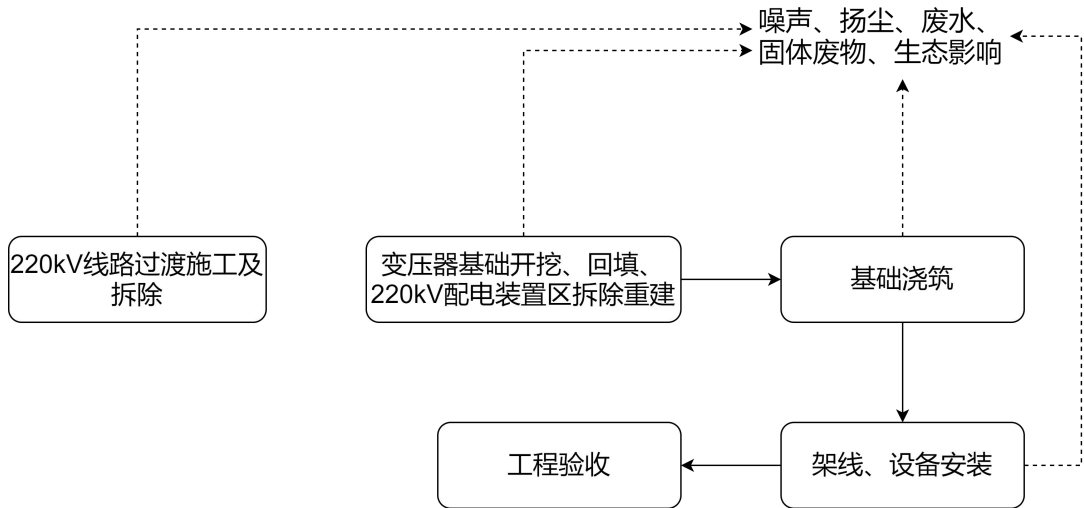 噪声、扬尘、废水、
固体废物、生态影响
220kV线路过渡施工及
拆除
变压器基础开挖、回填、
220kV配电装置区拆除重建
基础浇筑
工程验收
架线、设备安装